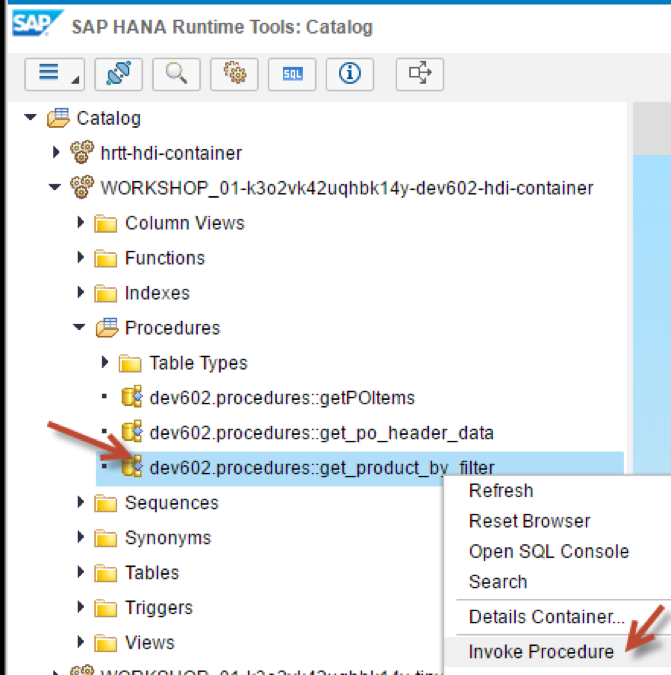 SAP SAP HANA Runtime Tools: Catalog
SQL
Catalog
hrtt-hdi-container
WORKSHOP_01-k3o2vk42uqhbk14y-dev602-hdi-container
Column Views
Functions
Indexes
Procedures
Table Types
dev602.procedures::getPOItems
dev602.procedures::get_po_header_data
dev602.procedures::get_product_by_filter
Refresh
Sequences
Reset Browser
Synonyms
Open SQL Console
Tables
Search
Triggers
Details Container...
Views
Invoke Procedure